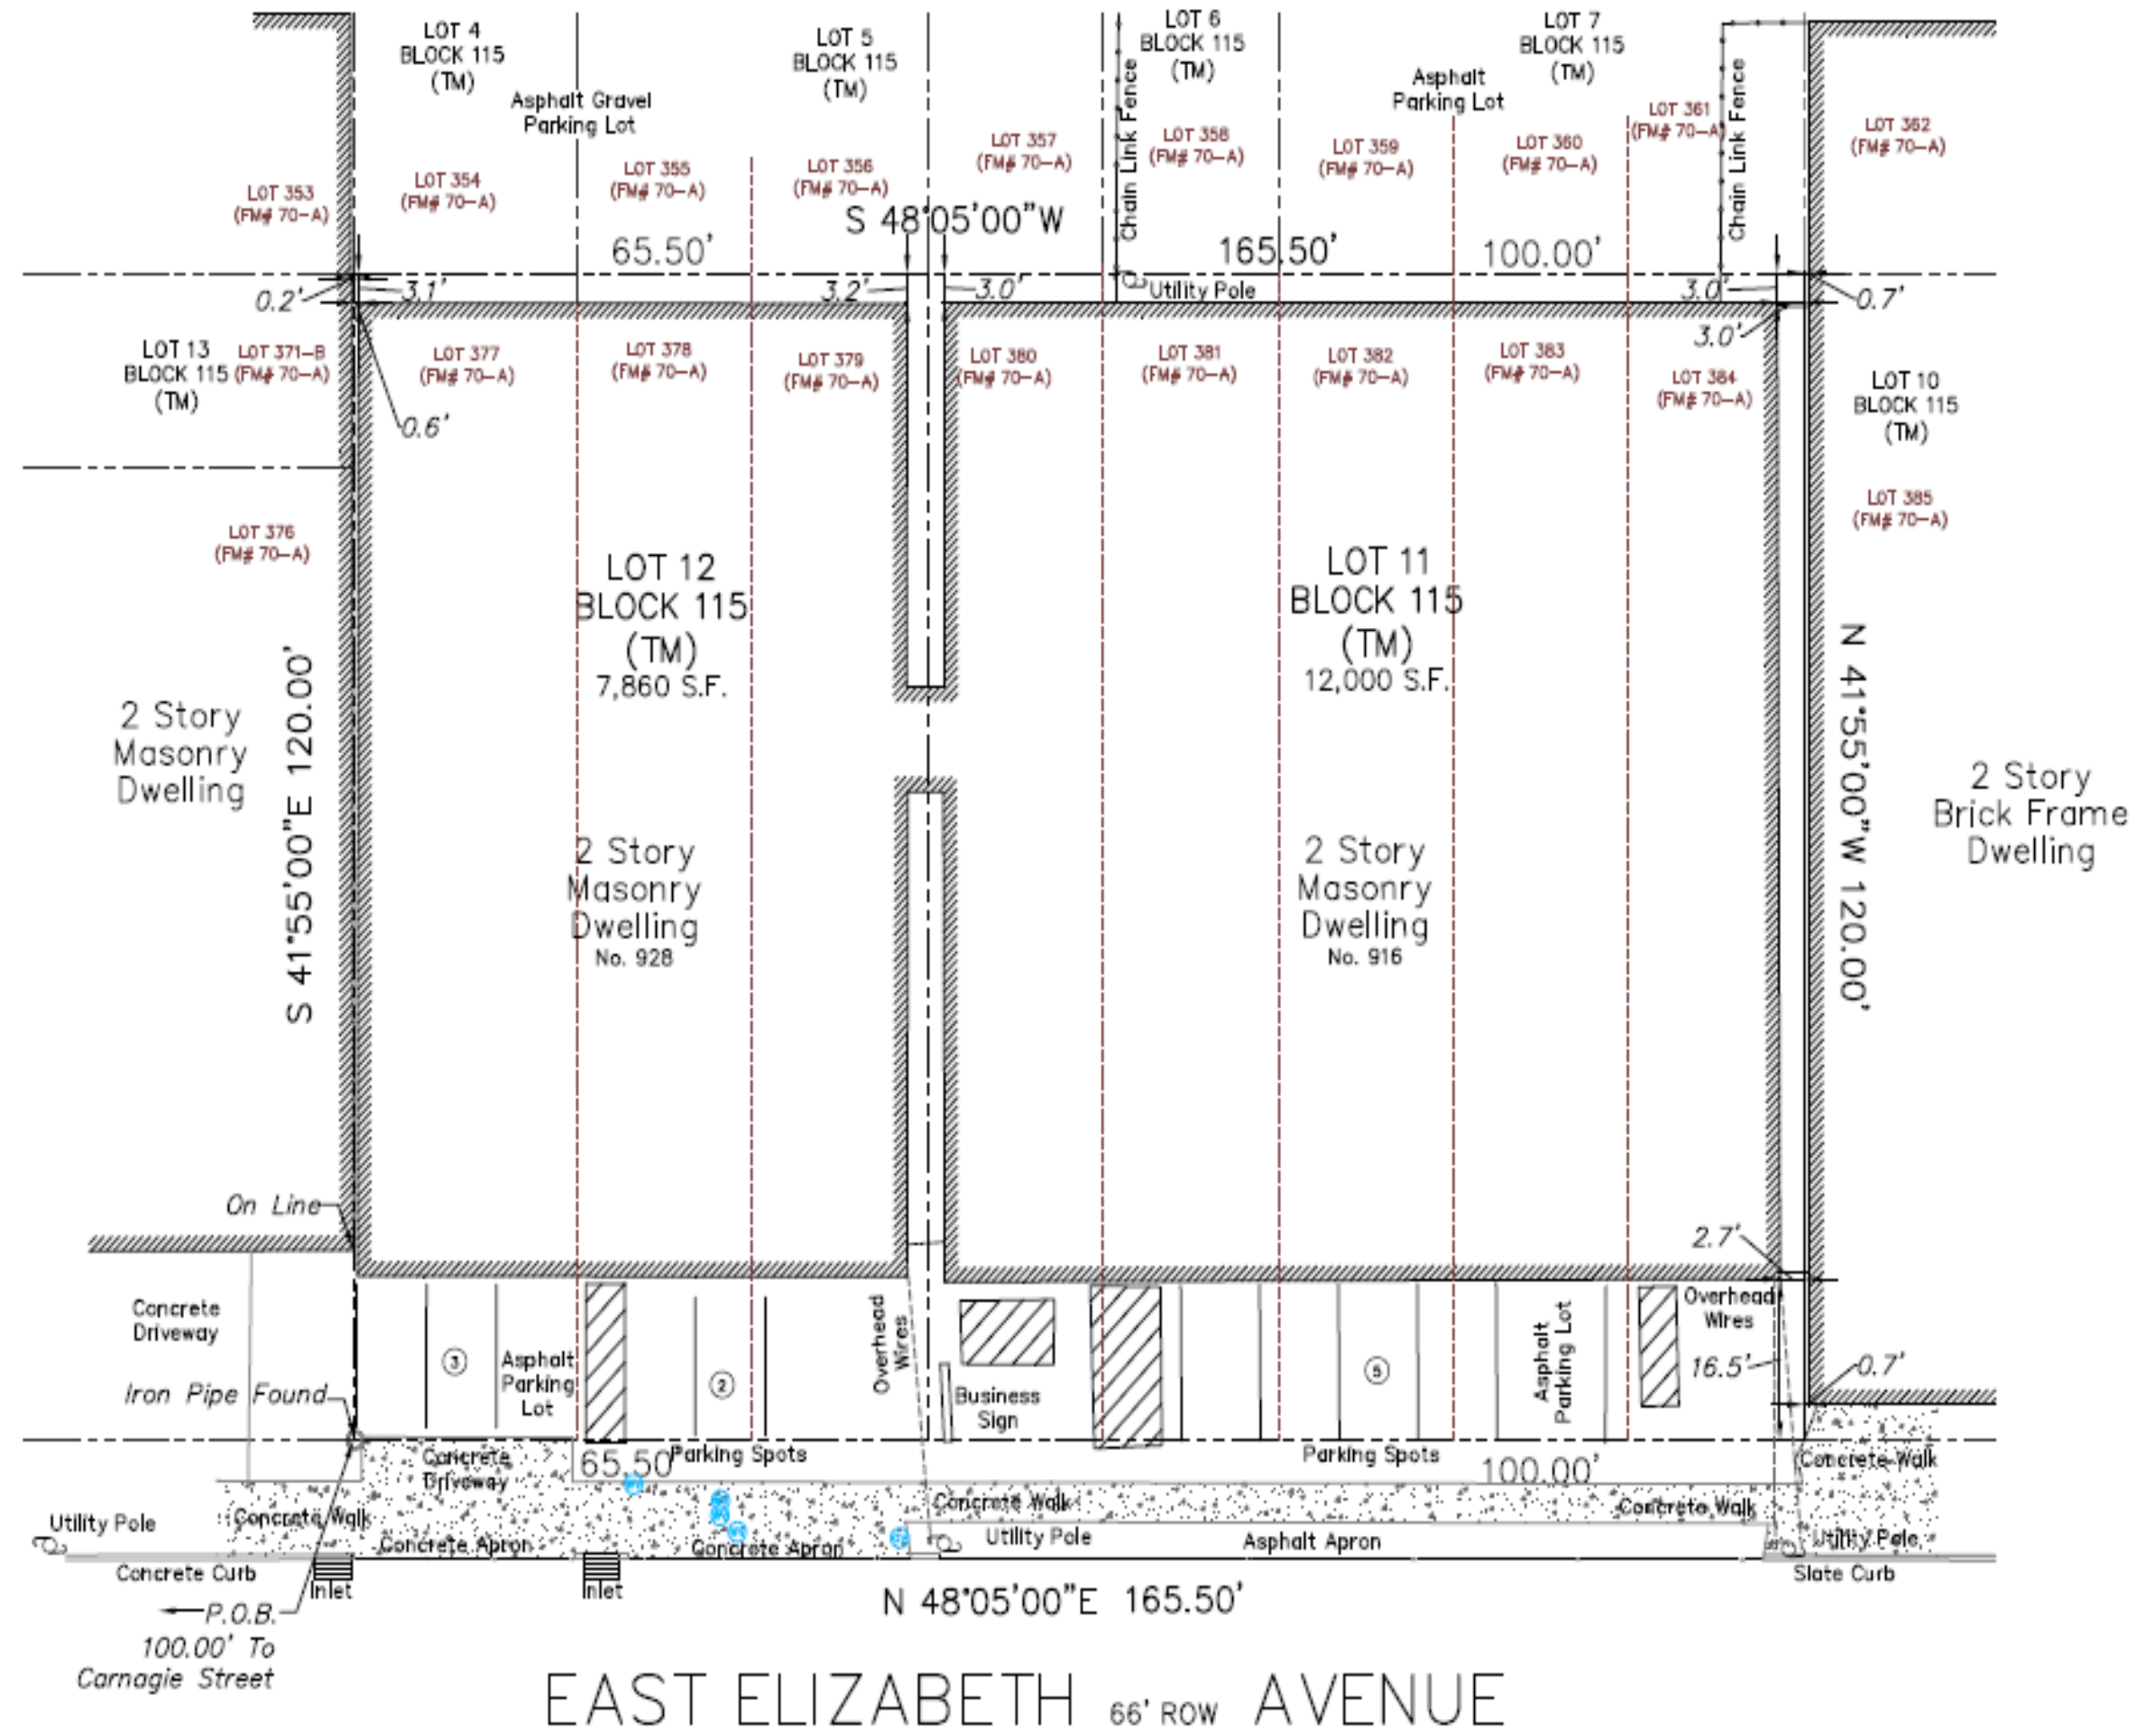 LOT 4
BLOCK 115
(TM)
LOT 5
BLOCK 115
(TM)
LOT 6
BLOCK 115
(TM)
LOT 7
BLOCK 115
(TM)
Asphalt Gravel
Parking Lot
Asphalt
Parking Lot
Chain Link Fence
Chain Link Fence
LOT 353
(FM# 70-A)
LOT 354
(FM# 70-A)
LOT 355
(FM# 70-A)
LOT 356
(FM# 70-A)
LOT 357
(FM# 70-A)
LOT 358
(FM# 70-A)
LOT 359
(FM# 70-A)
LOT 360
(FM# 70-A)
LOT 361
(FM# 70-A)
LOT 362
(FM# 70-A)
S 48°05'00"W
65.50'
165.50'
100.00'
0.2'
3.1'
3.2'
3.0'
Utility Pole
3.0'
0.7'
3.0'
0.6'
LOT 13
BLOCK 115
(TM)
LOT 371-B
(FM# 70-A)
LOT 377
(FM# 70-A)
LOT 378
(FM# 70-A)
LOT 379
(FM# 70-A)
LOT 380
(FM# 70-A)
LOT 381
(FM# 70-A)
LOT 382
(FM# 70-A)
LOT 383
(FM# 70-A)
LOT 384
(FM# 70-A)
LOT 10
BLOCK 115
(TM)
LOT 376
(FM# 70-A)
LOT 385
(FM# 70-A)
LOT 12
BLOCK 115
(TM)
7,860 S.F.
LOT 11
BLOCK 115
(TM)
12,000 S.F.
S 41°55'00"E 120.00'
N 41°55'00"W 120.00'
2 Story
Masonry
Dwelling
2 Story
Masonry
Dwelling
No. 928
2 Story
Masonry
Dwelling
No. 916
2 Story
Brick Frame
Dwelling
On Line
2.7'
Concrete
Driveway
3
Asphalt
Parking
Lot
2
Overhead
Wires
Business
Sign
5
Asphalt
Parking Lot
Overhead
Wires
16.5'
0.7'
Iron Pipe Found
Concrete
Driveway
65.50'
Parking Spots
Parking Spots
100.00'
Concrete Walk
Utility Pole
Concrete Walk
Concrete Walk
Concrete Walk
Concrete Apron
Concrete Apron
Utility Pole
Asphalt Apron
Utility Pole
Concrete Curb
Inlet
Inlet
Slate Curb
N 48°05'00"E 165.50'
P.O.B.
100.00' To
Carnagie Street
EAST ELIZABETH 66' ROW AVENUE